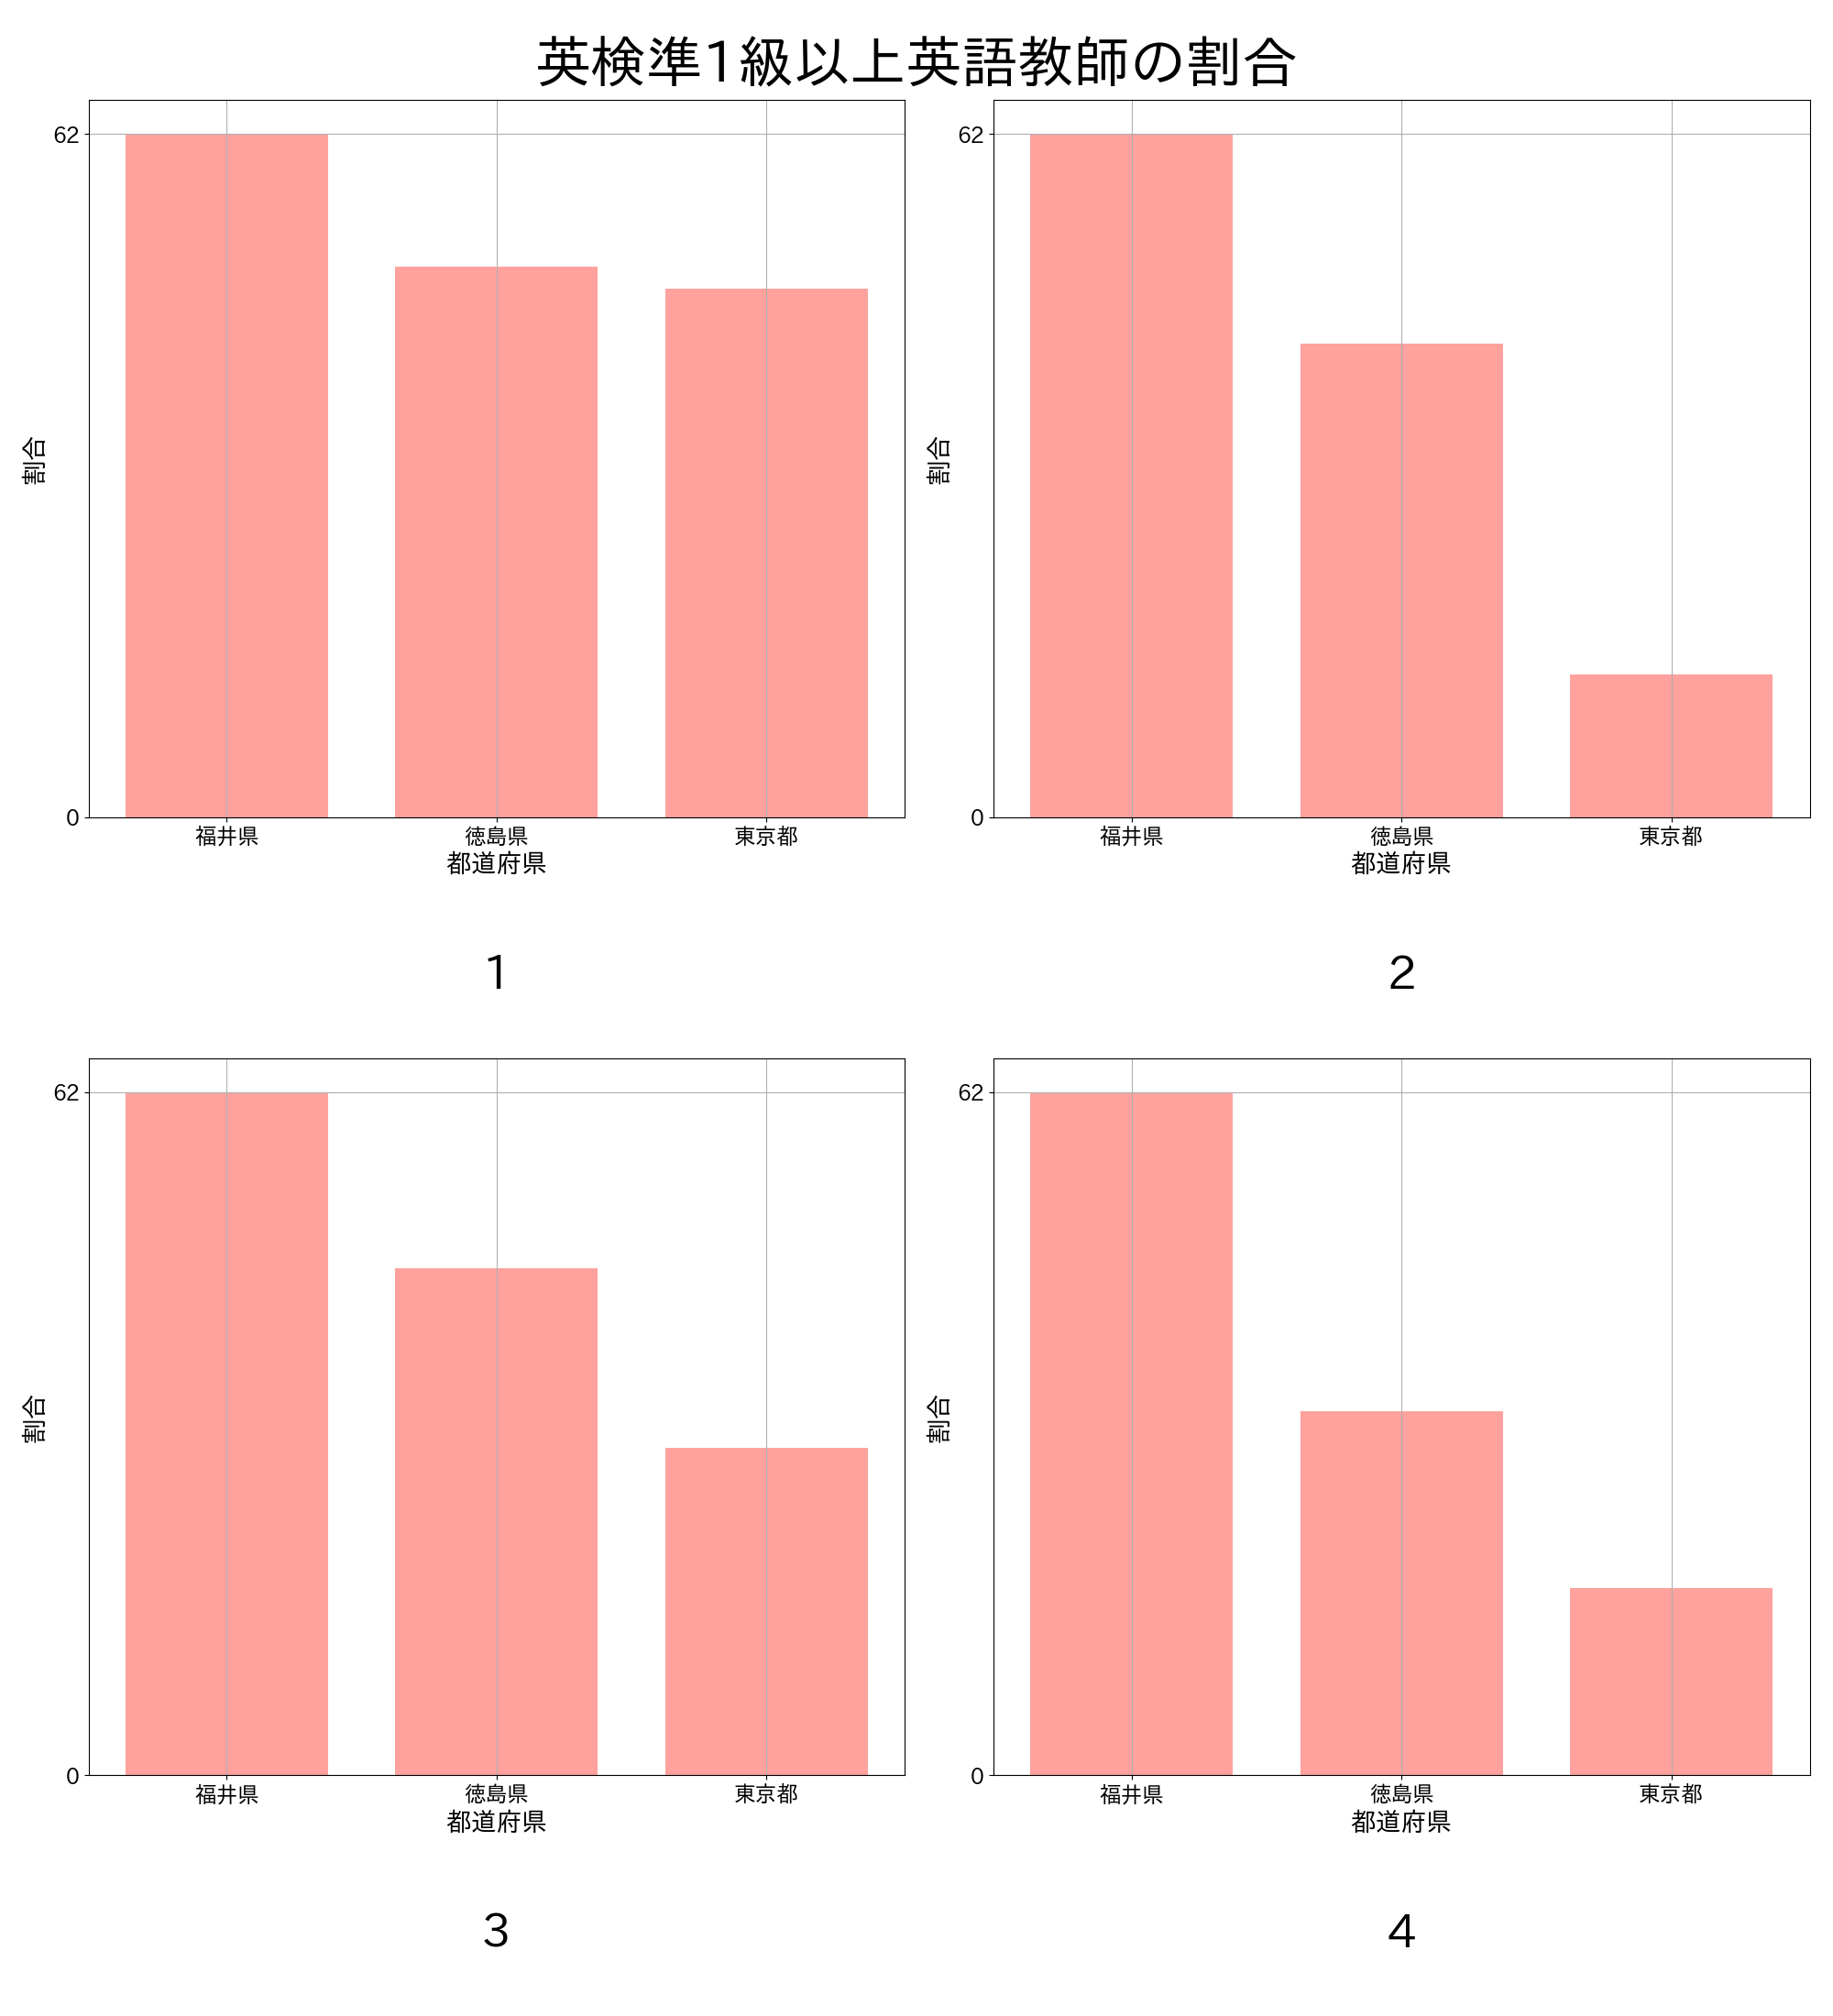 英検準1級以上英語教師の割合
62
0
割合
福井県 徳島県 東京都
都道府県
1
62
0
割合
福井県 徳島県 東京都
都道府県
2
62
0
割合
福井県 徳島県 東京都
都道府県
3
62
0
割合
福井県 徳島県 東京都
都道府県
4